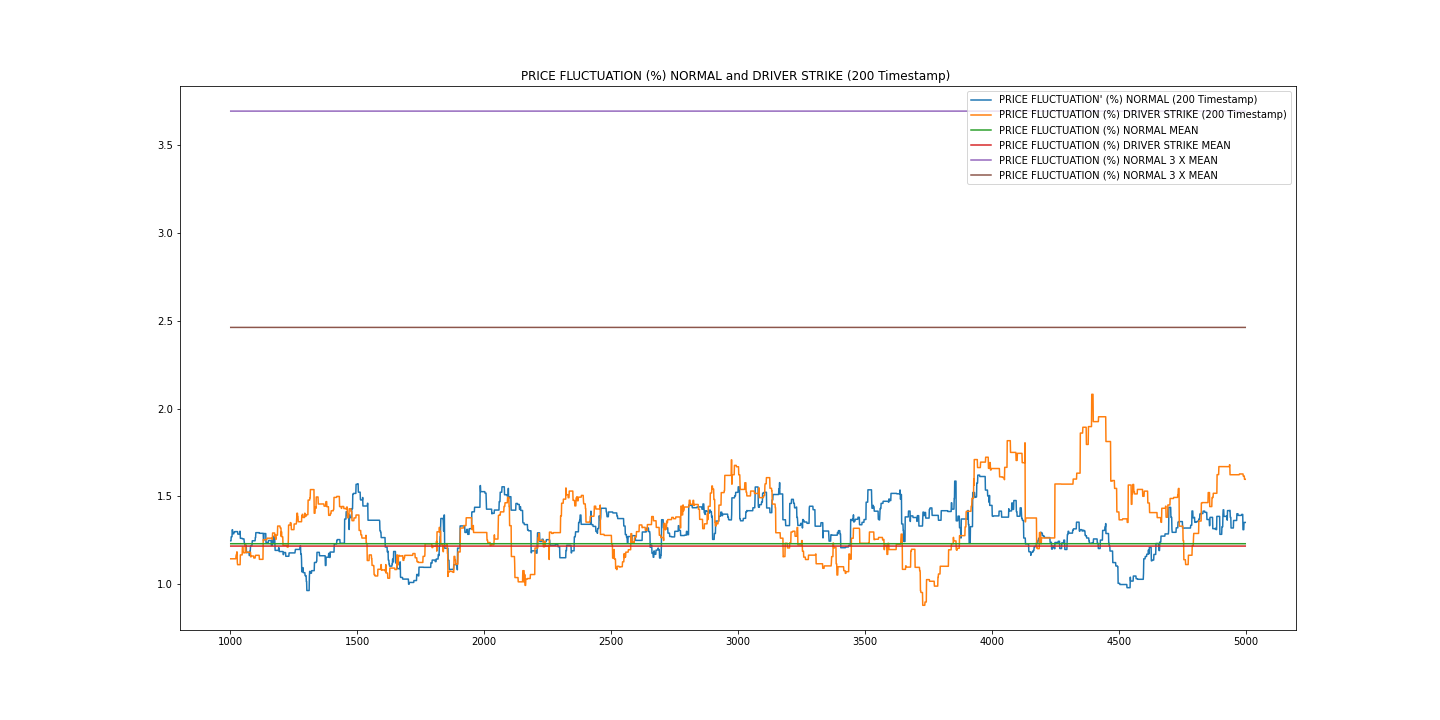 PRICE FLUCTUATION (%) NORMAL and DRIVER STRIKE (200 Timestamp)
PRICE FLUCTUATION' (%) NORMAL (200 Timestamp)
PRICE FLUCTUATION (%) DRIVER STRIKE (200 Timestamp)
PRICE FLUCTUATION (%) NORMAL MEAN
PRICE FLUCTUATION (%) DRIVER STRIKE MEAN
PRICE FLUCTUATION (%) NORMAL 3 X MEAN
PRICE FLUCTUATION (%) NORMAL 3 X MEAN
3.5
3.0
2.5
2.0
1.5
1.0
1000 1500 2000 2500 3000 3500 4000 4500 5000